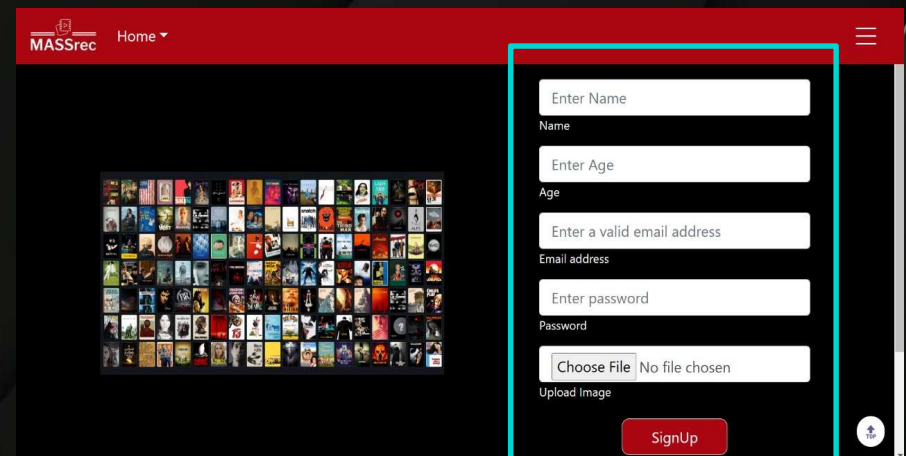 MASSrec
Home
Enter Name
Name
Enter Age
Age
Enter a valid email address
Email address
Enter password
Password
Choose File No file chosen
Upload Image
SignUp
TOP